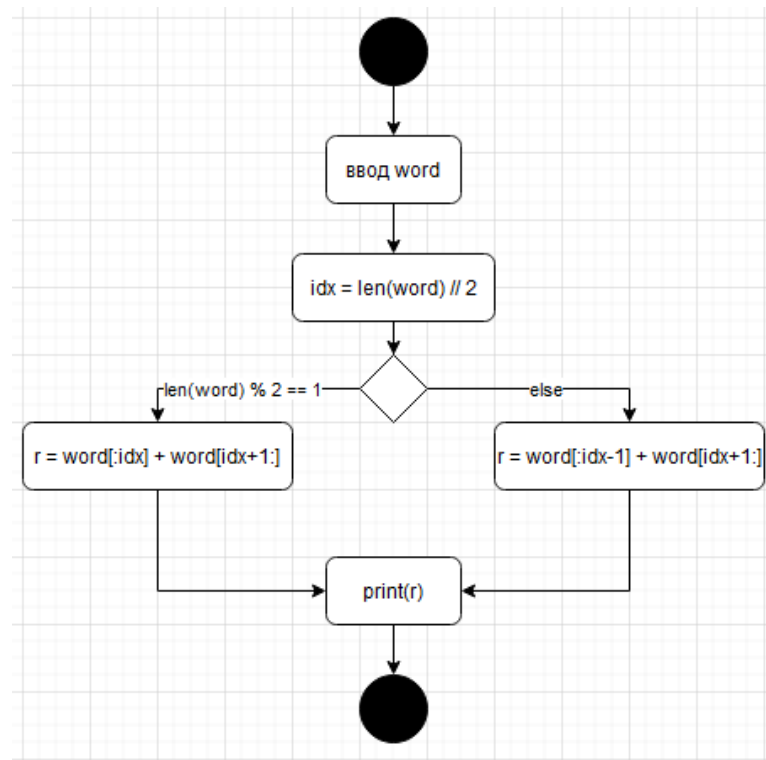 ввод word
idx = len(word) // 2
len(word) % 2 == 1
else
r = word[:idx] + word[idx+1:]
r = word[:idx-1] + word[idx+1:]
print(r)